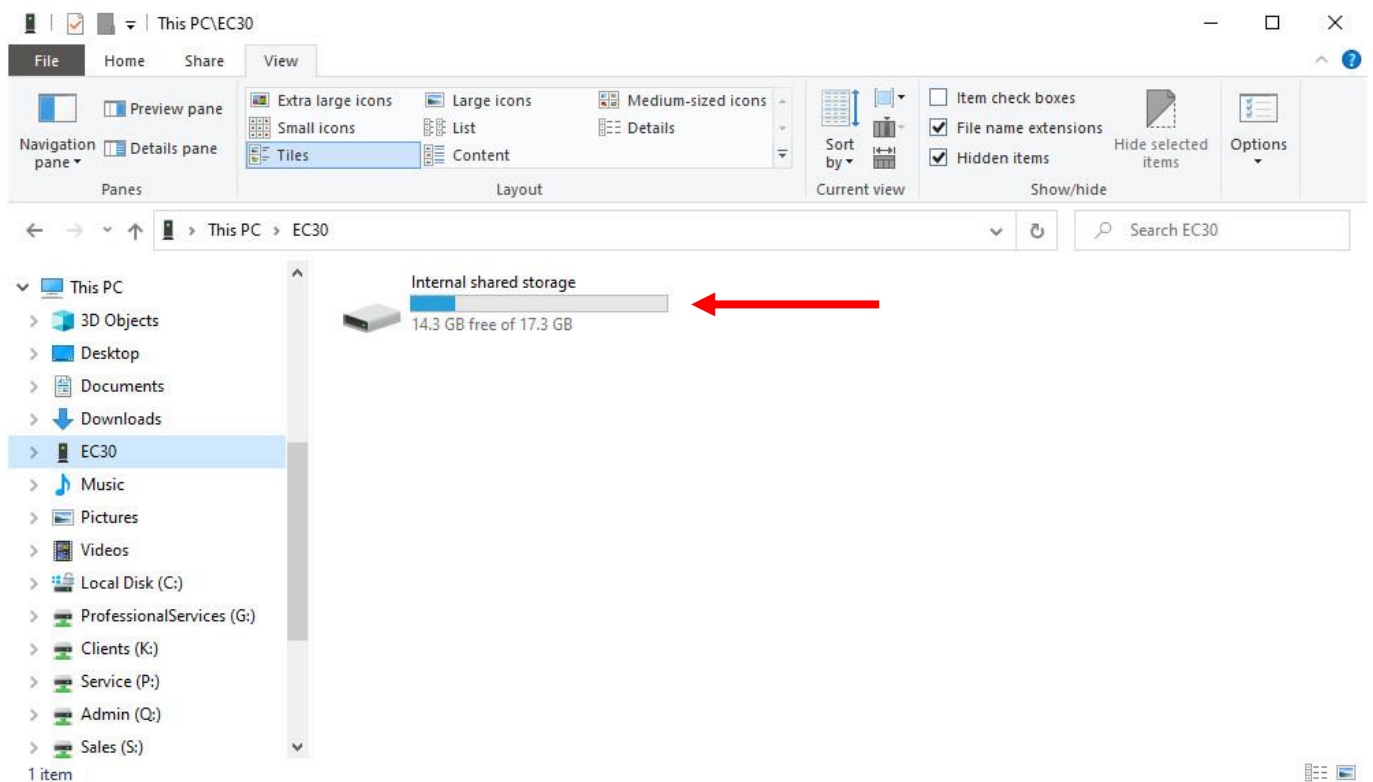 This PC\EC30
File Home Share View
Navigation pane
Preview pane
Details pane
Panes
Extra large icons Large icons Medium-sized icons
Small icons List Details
Tiles Content
Layout
Sort by
Current view
Item check boxes
File name extensions
Hidden items
Hide selected items
Show/hide
Options
This PC > EC30
Search EC30
This PC
3D Objects
Desktop
Documents
Downloads
EC30
Music
Pictures
Videos
Local Disk (C:)
ProfessionalServices (G:)
Clients (K:)
Service (P:)
Admin (Q:)
Sales (S:)
Internal shared storage
14.3 GB free of 17.3 GB
1 item